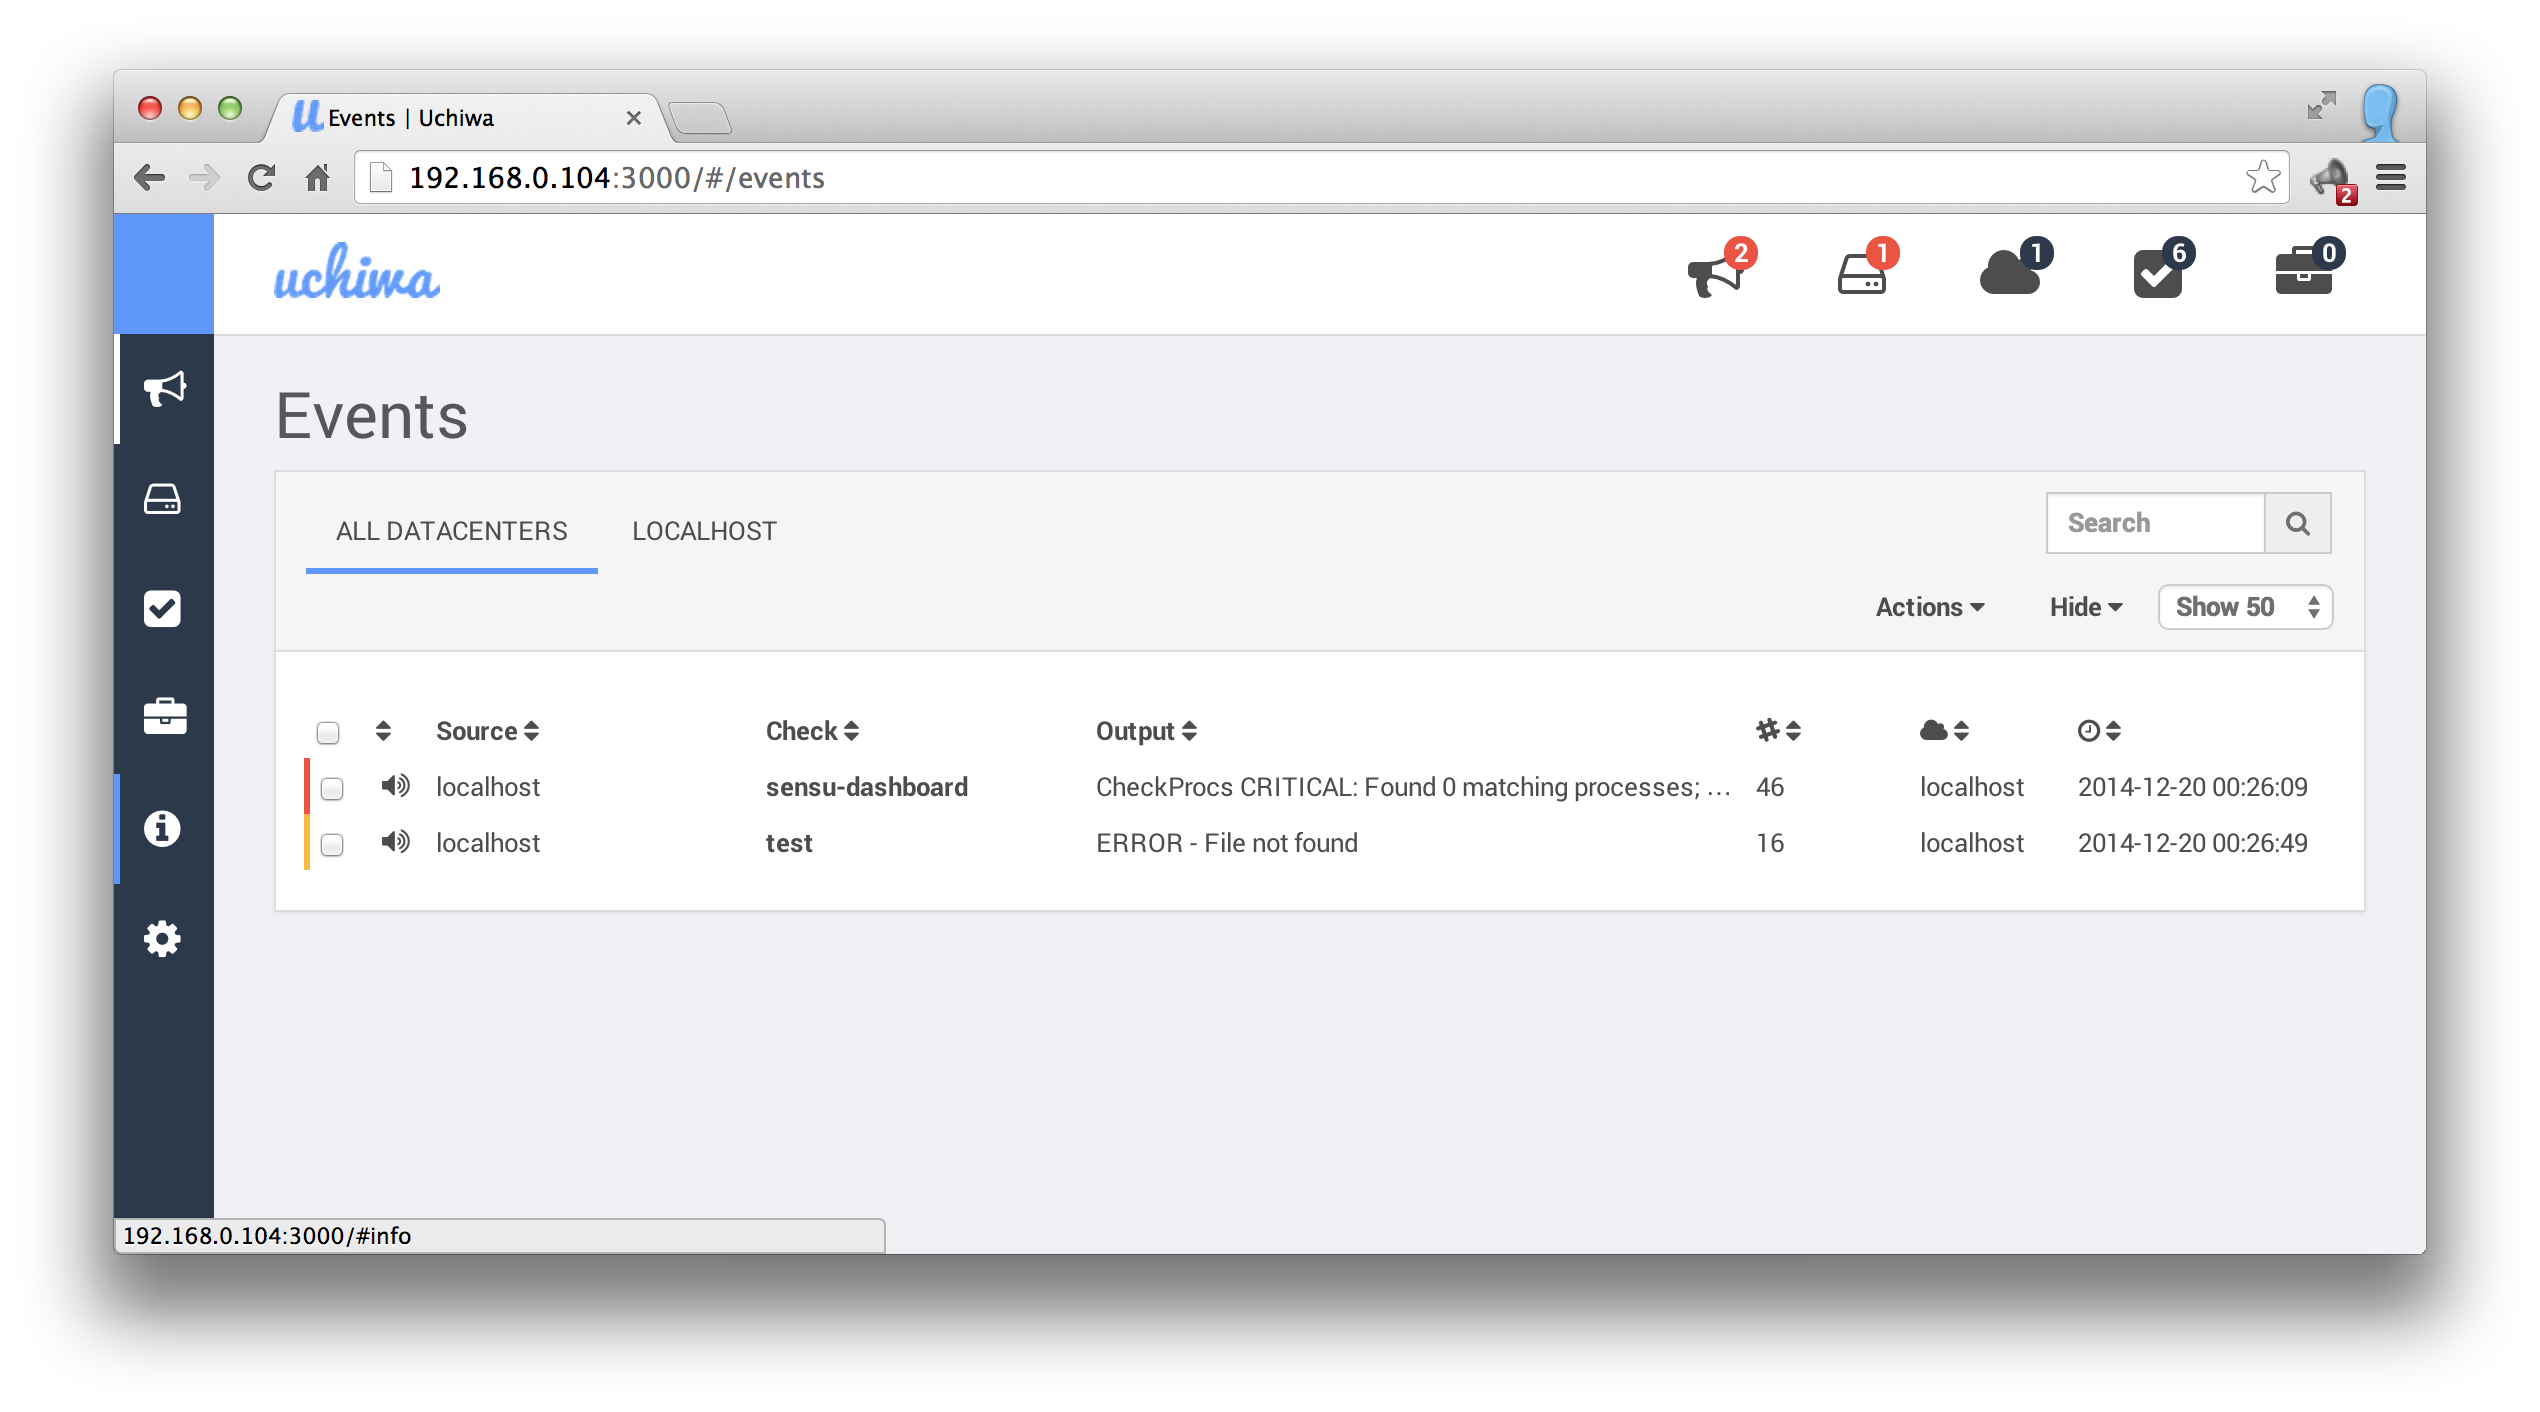 Events | Uchiwa
192.168.0.104:3000/#/events
2
uchiwa
2 1 1 6 0
Events
ALL DATACENTERS LOCALHOST
Search
Actions Hide Show 50
Source Check Output
localhost sensu-dashboard CheckProcs CRITICAL: Found 0 matching processes; ... 46 localhost 2014-12-20 00:26:09
localhost test ERROR - File not found 16 localhost 2014-12-20 00:26:49
192.168.0.104:3000/#info